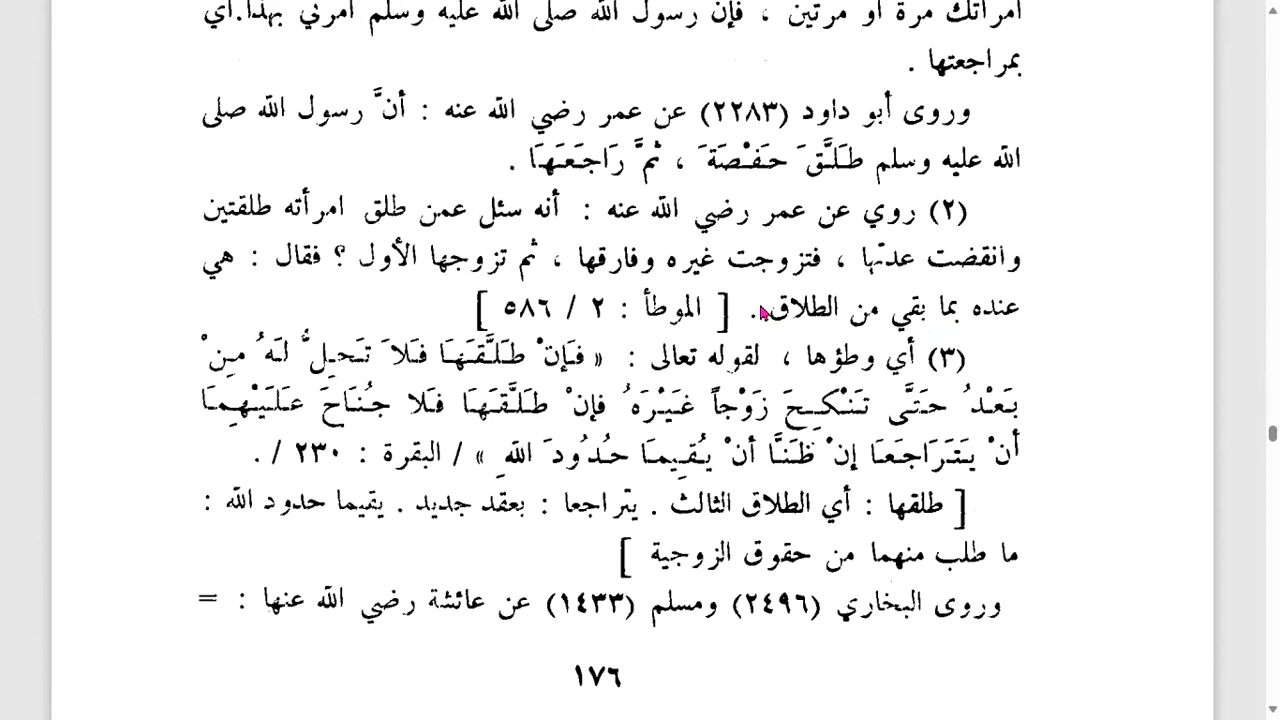 امرأتك مرة أو مرتين ، فإن رسول الله صلى الله عليه وسلم أمرني بهذا.أي
بمراجعتها .
وروى أبو داود (٢٢٨٣) عن عمر رضي الله عنه : أنَّ رسول الله صلى
الله عليه وسلم طَلَّقَ حَفْصَةَ ، ثمَّ رَاجَعَهَا .
(٢) روي عن عمر رضي الله عنه : أنه سئل عمن طلق امرأته طلقتين
وانقضت عدتها ، فتزوجت غيره وفارقها ، ثم تزوجها الأول ؟ فقال : هي
عنده بما بقي من الطلاق . [ الموطأ : ٢ / ٥٨٦ ]
(٣) أي وطؤها ، لقوله تعالى : « فَإنْ طَلَّقَهَا فَلاَ تَحِلُّ لَهُ مِنْ
بَعْدُ حَتَّى تَنْكِحَ زَوْجاً غَيْرَهُ فإنْ طَلَّقَهَا فَلا جُنَاحَ عَلَيْهِمَا
أنْ يَتَرَاجَعَا إنْ ظَنَّا أنْ يُقِيمَا حُدُودَ اللهِ » / البقرة : ٢٣٠ / .
[ طلقها : أي الطلاق الثالث . يتراجعا : بعقد جديد . يقيما حدود الله :
ما طلب منهما من حقوق الزوجية ]
وروى البخاري (٢٤٩٦) ومسلم (١٤٣٣) عن عائشة رضي الله عنها : =
١٧٦